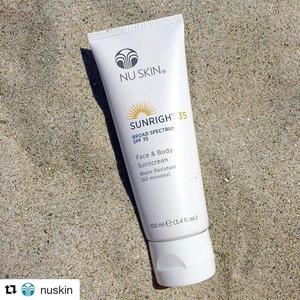 NU SKIN®
SUNRIGHT 35
BROAD SPECTRUM
SPF 35
Face & Body
Sunscreen
Water Resistant
(80 minutes)
100 ml ℮ (3.4 fl. oz.)
nuskin